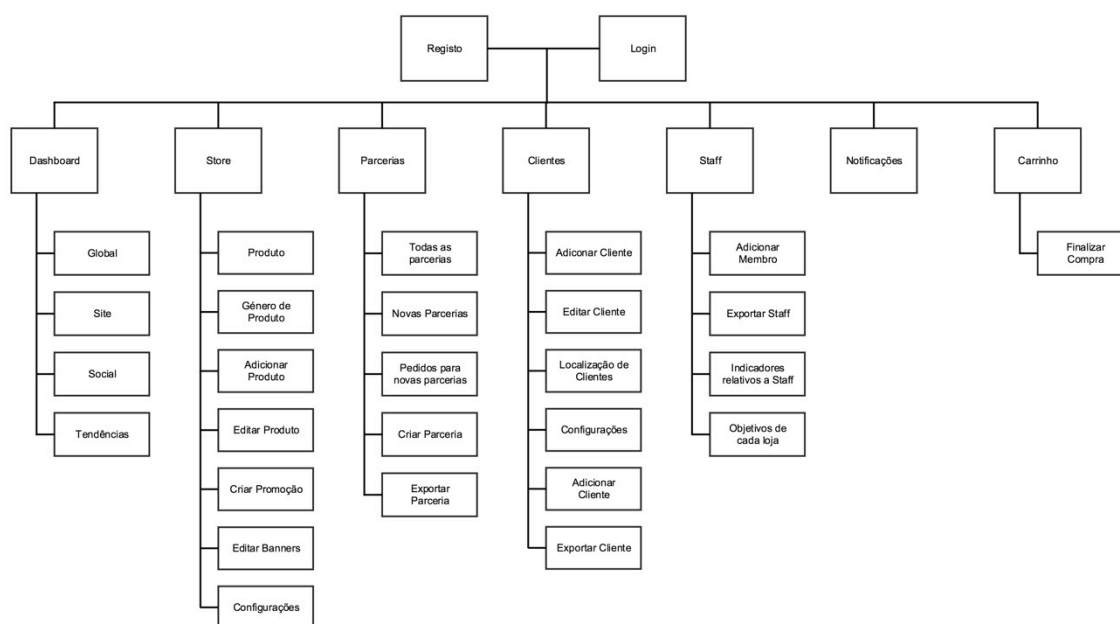 Registo
Login
Dashboard
Store
Parcerias
Clientes
Staff
Notificações
Carrinho
Global
Site
Social
Tendências
Produto
Género de
Produto
Adicionar
Produto
Editar Produto
Criar Promoção
Editar Banners
Configurações
Todas as
parcerias
Novas Parcerias
Pedidos para
novas parcerias
Criar Parceria
Exportar
Parceria
Adiconar Cliente
Editar Cliente
Localização de
Clientes
Configurações
Adicionar
Cliente
Exportar Cliente
Adicionar
Membro
Exportar Staff
Indicadores
relativos a Staff
Objetivos de
cada loja
Finalizar
Compra